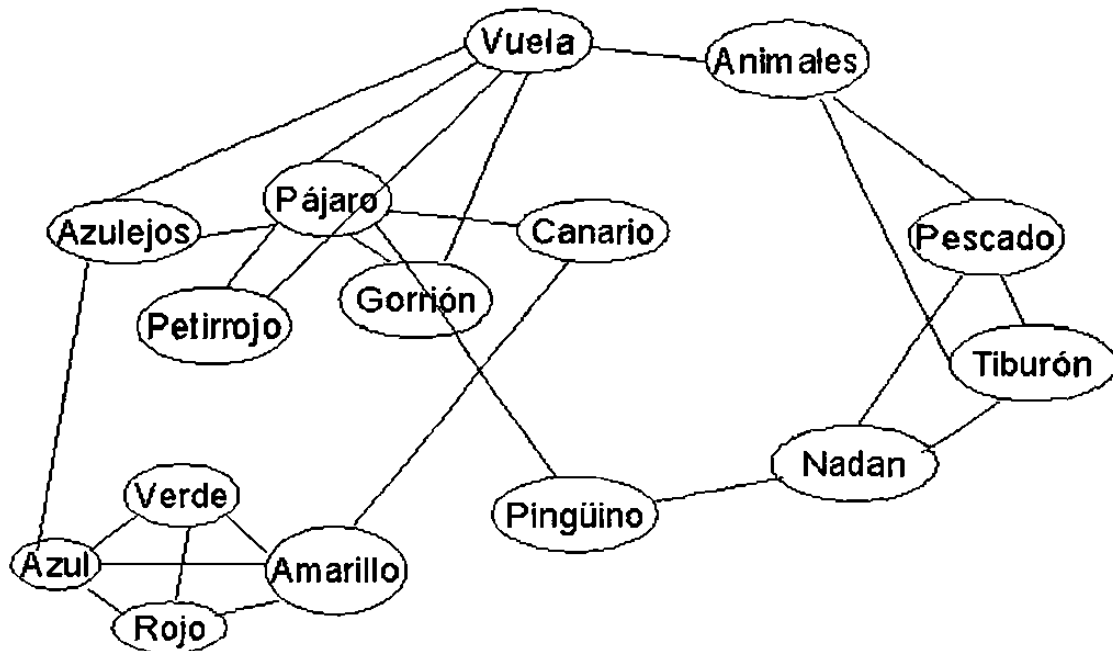 Vuela
Animales
Pájaro
Azulejos
Canario
Pescado
Gorrión
Petirrojo
Tiburón
Nadan
Verde
Pingüino
Azul
Amarillo
Rojo